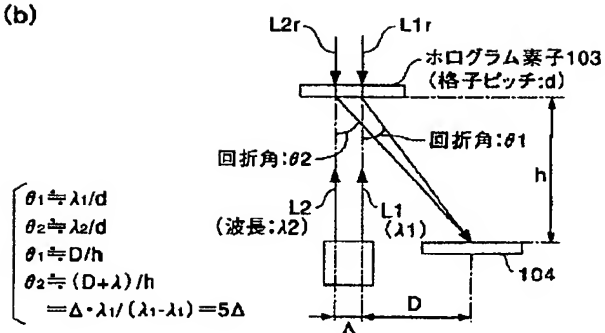 (b)
L2r
L1r
ホログラム素子103
(格子ピッチ:d)
回折角:θ2
回折角:θ1
h
L2
(波長:λ2)
L1
(λ1)
104
D
Δ
θ1≒λ1/d
θ2≒λ2/d
θ1≒D/h
θ2≒(D+λ)/h
=Δ・λ1/(λ1-λ1)=5Δ